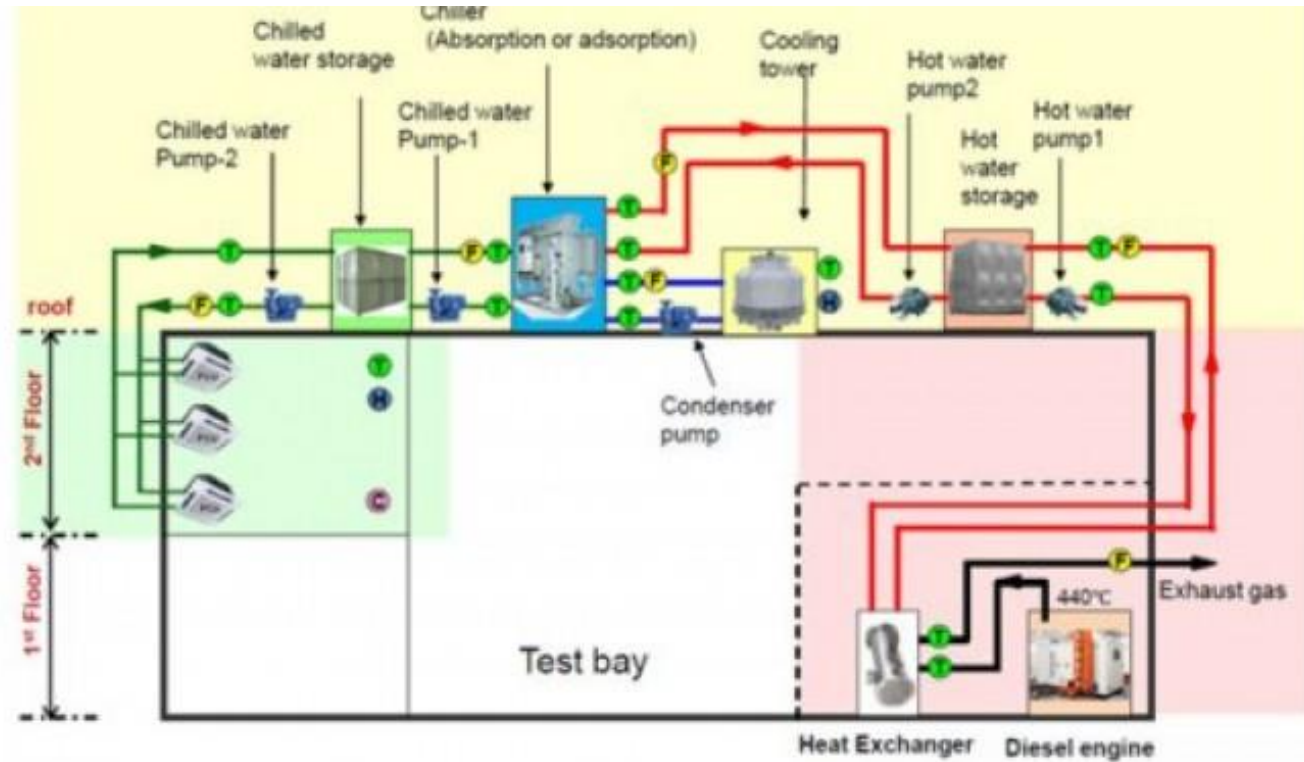 Chiller
(Absorption or adsorption)
Chilled
water storage
Cooling
tower
Hot water
pump2
Hot water
pump1
Chilled water
Pump-2
Chilled water
Pump-1
Hot
water
storage
F
T
T
F
T
T
T
F
T
F
T
T
F
T
T
T
H
T
roof
Condenser
pump
2nd Floor
T
H
C
1st Floor
F
Exhaust gas
440℃
T
T
Test bay
Heat Exchanger
Diesel engine